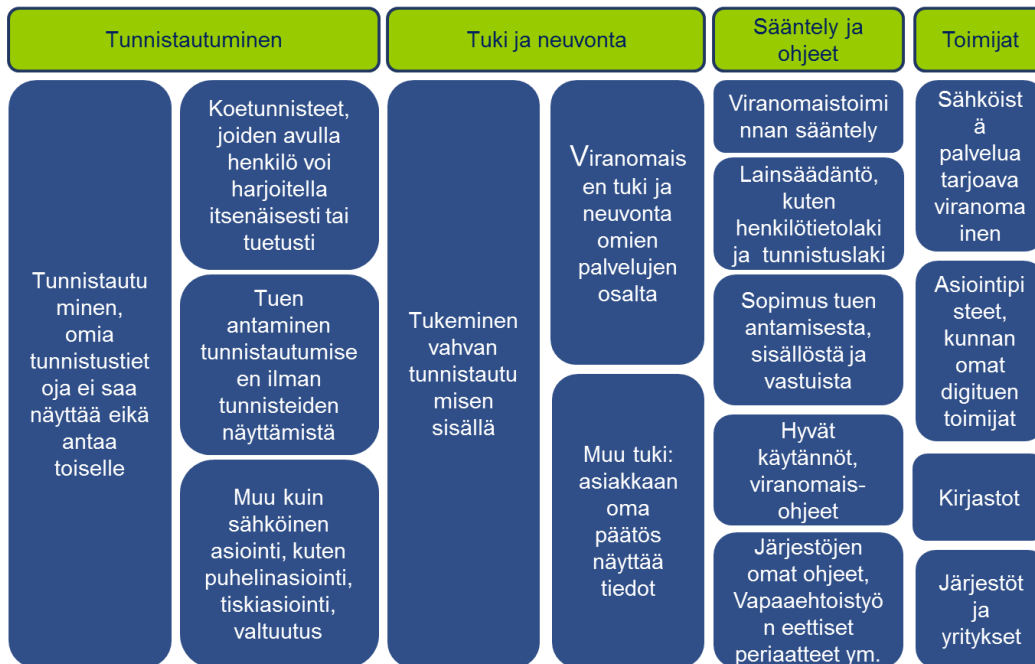 Tunnistautuminen
Tuki ja neuvonta
Sääntely ja
ohjeet
Toimijat
Tunnistautu
minen,
omia
tunnistustiet
oja ei saa
näyttää eikä
antaa
toiselle
Koetunnisteet,
joiden avulla
henkilö voi
harjoitella
itsenäisesti tai
tuetusti
Tuen
antaminen
tunnistautumise
en ilman
tunnisteiden
näyttämistä
Muu kuin
sähköinen
asiointi, kuten
puhelinasiointi,
tiskiasiointi,
valtuutus
Tukeminen
vahvan
tunnistautu
misen
sisällä
Viranomais
en tuki ja
neuvonta
omien
palvelujen
osalta
Muu tuki:
asiakkaan
oma
päätös
näyttää
tiedot
Viranomaistoimi
nnan sääntely
Lainsäädäntö,
kuten
henkilötietolaki
ja tunnistuslaki
Sopimus tuen
antamisesta,
sisällöstä ja
vastuista
Hyvät
käytännöt,
viranomais-
ohjeet
Järjestöjen
omat ohjeet,
Vapaaehtoistyö
n eettiset
periaatteet ym.
Sähköist
ä
palvelua
tarjoava
viranoma
inen
Asiointipi
steet,
kunnan
omat
digituen
toimijat
Kirjastot
Järjestöt
ja
yritykset